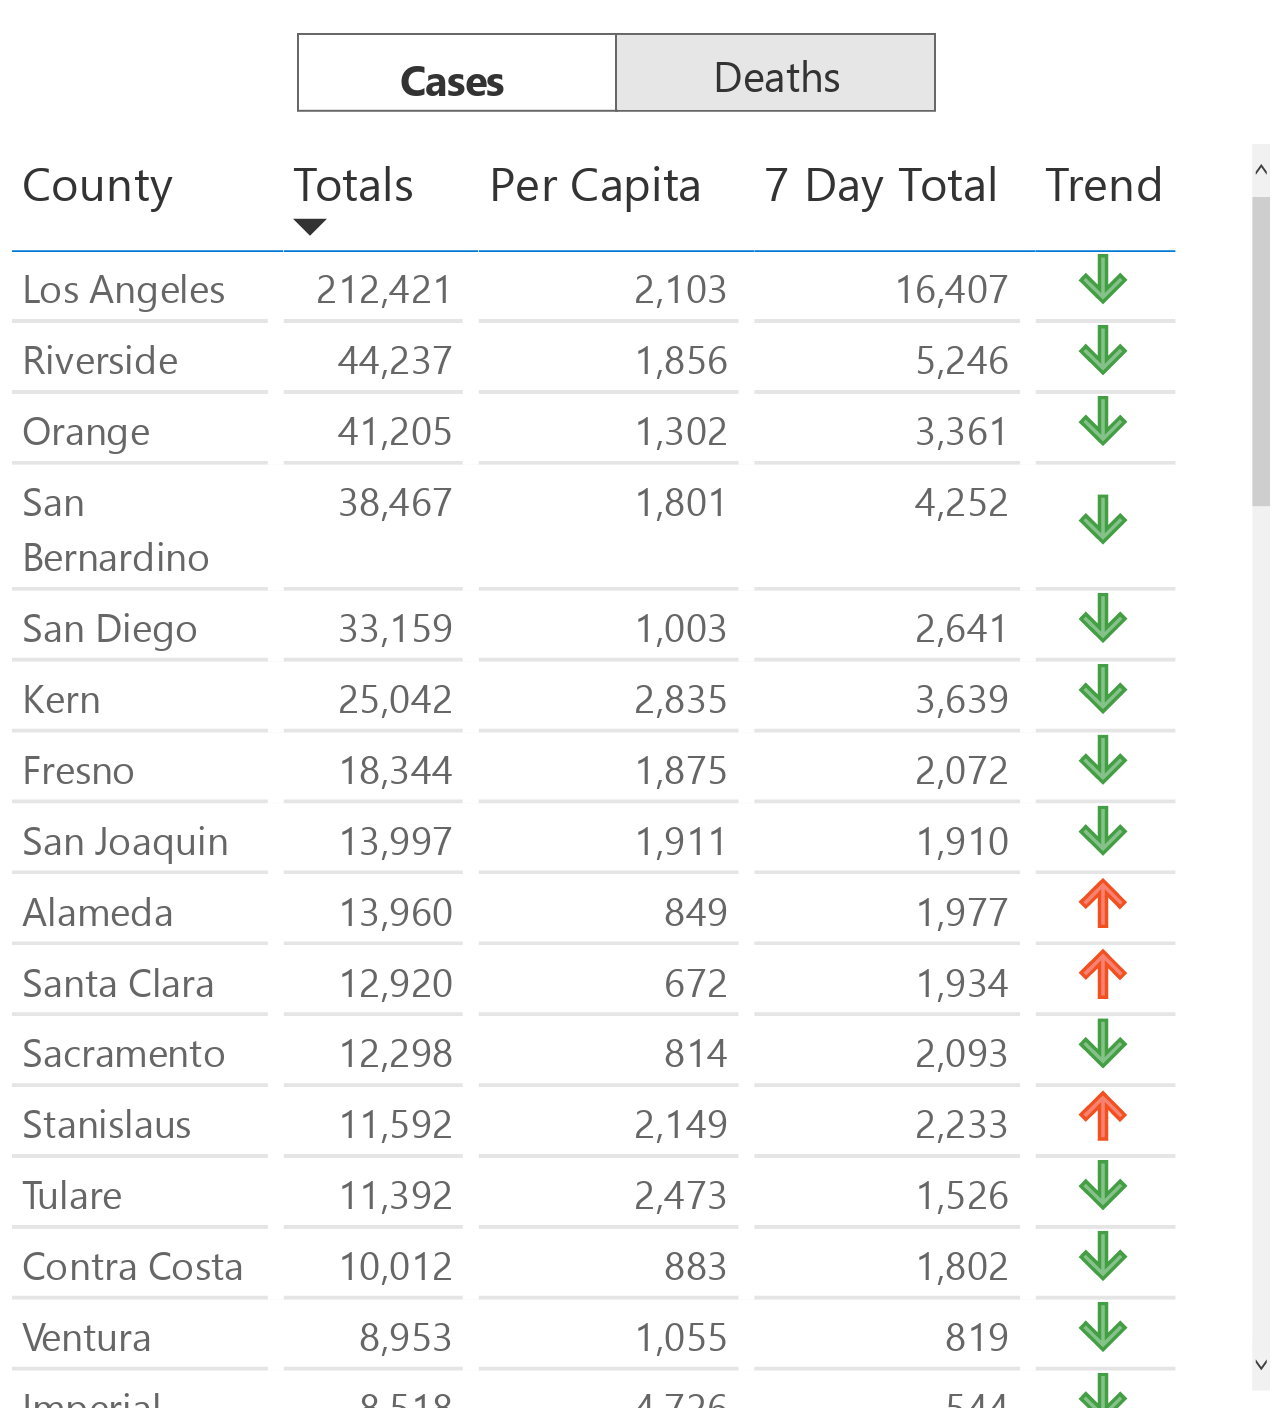 Cases Deaths
County Totals Per Capita 7 Day Total Trend
Los Angeles 212,421 2,103 16,407
Riverside 44,237 1,856 5,246
Orange 41,205 1,302 3,361
San 38,467 1,801 4,252
Bernardino
San Diego 33,159 1,003 2,641
Kern 25,042 2,835 3,639
Fresno 18,344 1,875 2,072
San Joaquin 13,997 1,911 1,910
Alameda 13,960 849 1,977
Santa Clara 12,920 672 1,934
Sacramento 12,298 814 2,093
Stanislaus 11,592 2,149 2,233
Tulare 11,392 2,473 1,526
Contra Costa 10,012 883 1,802
Ventura 8,953 1,055 819
Imperial 8,518 4,726 544